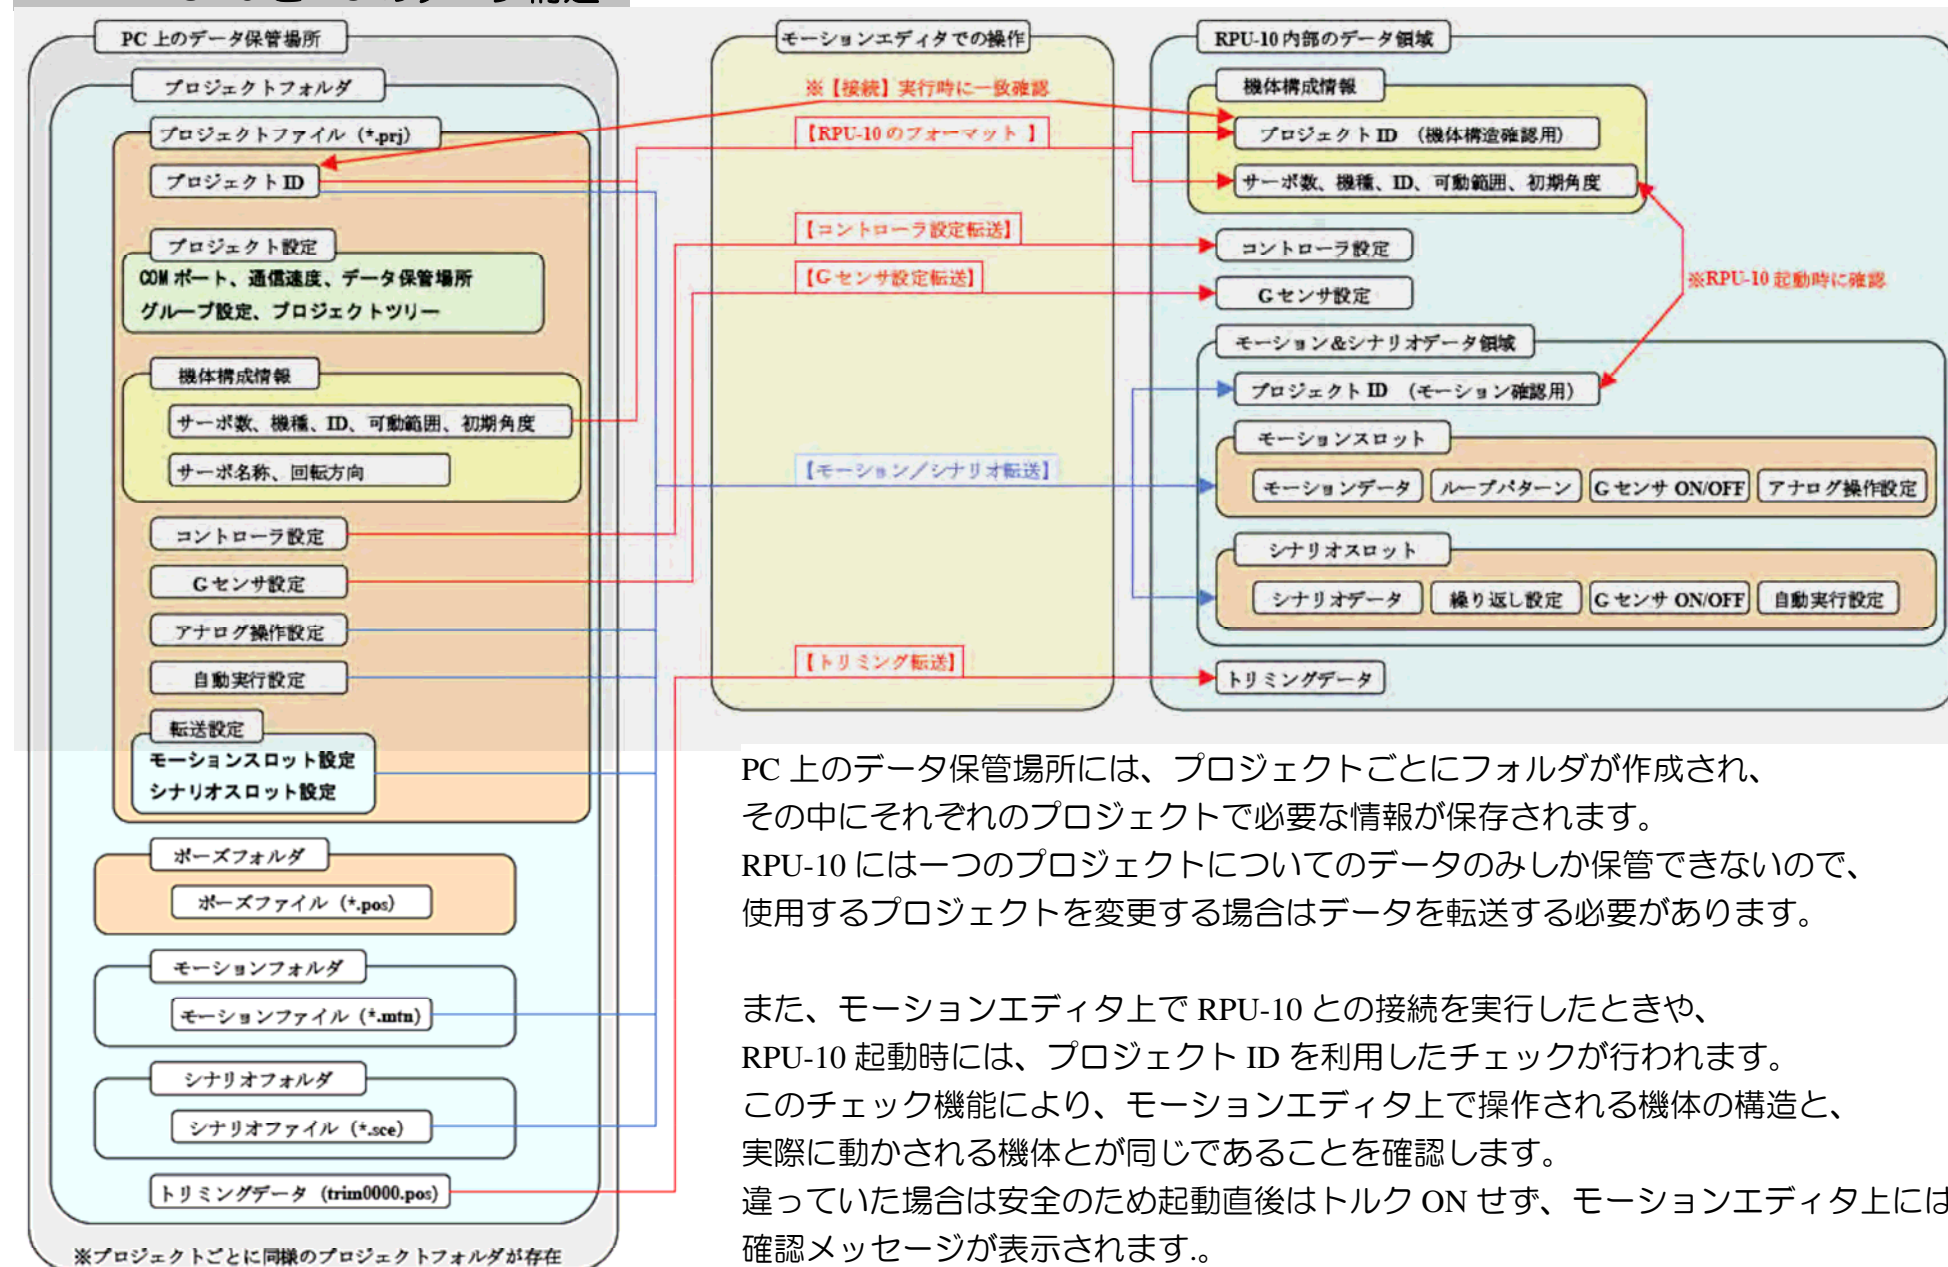 PC 上のデータ保管場所
プロジェクトフォルダ
プロジェクトファイル (*.prj)
プロジェクト ID
プロジェクト設定
COM ポート、通信速度、データ保管場所
グループ設定、プロジェクトツリー
機体構成情報
サーボ数、機種、ID、可動範囲、初期角度
サーボ名称、回転方向
コントローラ設定
G センサ設定
アナログ操作設定
自動実行設定
転送設定
モーションスロット設定
シナリオスロット設定
ポーズフォルダ
ポーズファイル (*.pos)
モーションフォルダ
モーションファイル (*.mtn)
シナリオフォルダ
シナリオファイル (*.sce)
トリミングデータ (trim0000.pos)
※プロジェクトごとに同様のプロジェクトフォルダが存在
モーションエディタでの操作
※【接続】実行時に一致確認
【RPU-10 のフォーマット 】
【コントローラ設定転送】
【G センサ設定転送】
【モーション／シナリオ転送】
【トリミング転送】
RPU-10 内部のデータ領域
機体構成情報
プロジェクト ID (機体構造確認用)
サーボ数、機種、ID、可動範囲、初期角度
コントローラ設定
G センサ設定
※RPU-10 起動時に確認
モーション&シナリオデータ領域
プロジェクト ID (モーション確認用)
モーションスロット
モーションデータ ループパターン G センサ ON/OFF アナログ操作設定
シナリオスロット
シナリオデータ 繰り返し設定 G センサ ON/OFF 自動実行設定
トリミングデータ
PC 上のデータ保管場所には、プロジェクトごとにフォルダが作成され、
その中にそれぞれのプロジェクトで必要な情報が保存されます。
RPU-10 には一つのプロジェクトについてのデータのみしか保管できないので、
使用するプロジェクトを変更する場合はデータを転送する必要があります。
また、モーションエディタ上で RPU-10 との接続を実行したときや、
RPU-10 起動時には、プロジェクト ID を利用したチェックが行われます。
このチェック機能により、モーションエディタ上で操作される機体の構造と、
実際に動かされる機体とが同じであることを確認します。
違っていた場合は安全のため起動直後はトルク ON せず、モーションエディタ上には
確認メッセージが表示されます.。